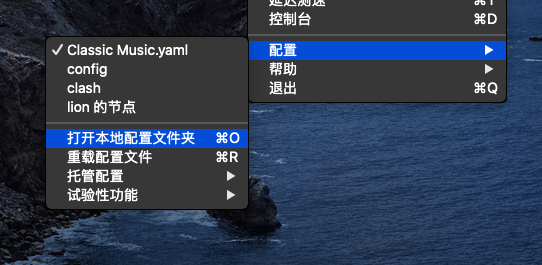 延迟测速 ⌘T
控制台 ⌘D
配置
帮助
退出 ⌘Q
Classic Music.yaml
config
clash
lion 的节点
打开本地配置文件夹 ⌘O
重载配置文件 ⌘R
托管配置
试验性功能